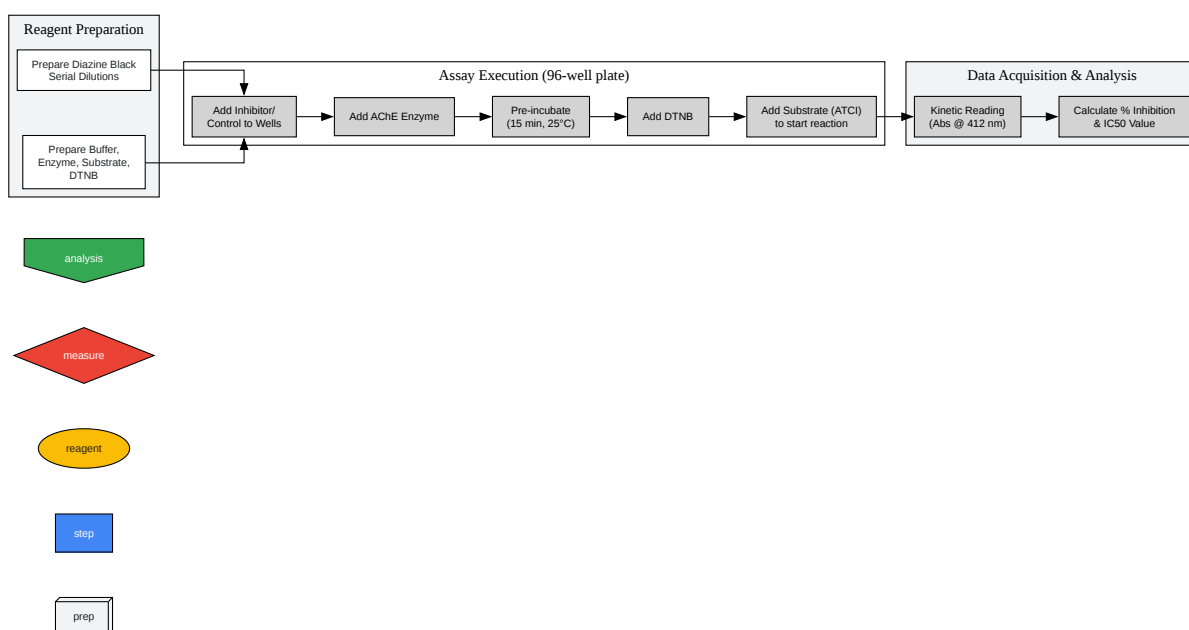 Reagent Preparation
Prepare Diazine Black
Serial Dilutions
Prepare Buffer,
Enzyme, Substrate,
DTNB
Assay Execution (96-well plate)
Add Inhibitor/
Control to Wells
Add AChE Enzyme
Pre-incubate
(15 min, 25°C)
Add DTNB
Add Substrate (ATCI)
to start reaction
Data Acquisition & Analysis
Kinetic Reading
(Abs @ 412 nm)
Calculate % Inhibition
& IC50 Value
analysis
measure
reagent
step
prep